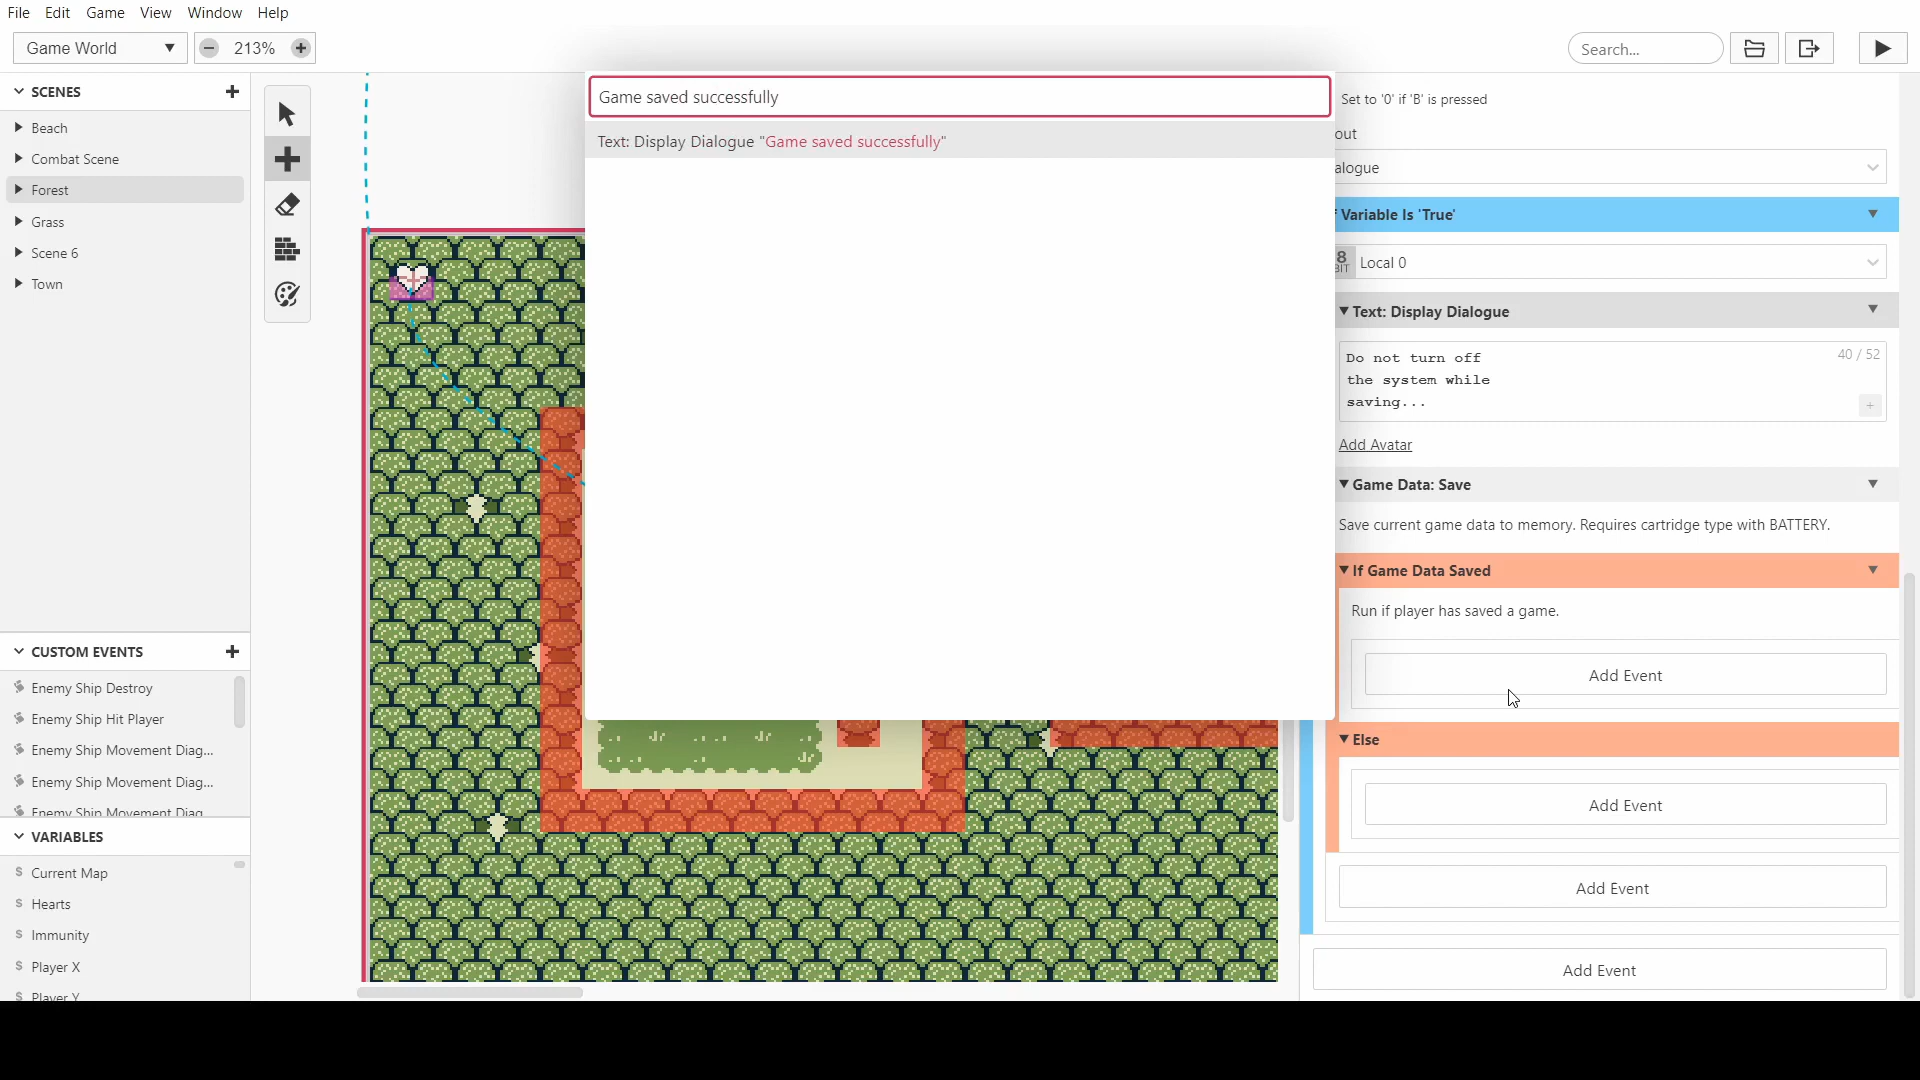 File Edit Game View Window Help
Game World ▼ 213%
Search...
SCENES
Beach
Combat Scene
Forest
Grass
Scene 6
Town
CUSTOM EVENTS
Enemy Ship Destroy
Enemy Ship Hit Player
Enemy Ship Movement Diag...
Enemy Ship Movement Diag...
Enemy Ship Movement Diag
VARIABLES
$ Current Map
$ Hearts
$ Immunity
$ Player X
$ Player Y
Game saved successfully
Text: Display Dialogue "Game saved successfully"
Set to '0' if 'B' is pressed
out
alogue
Variable Is 'True'
8
BIT
Local 0
Text: Display Dialogue
Do not turn off
the system while
saving...
40 / 52
Add Avatar
Game Data: Save
Save current game data to memory. Requires cartridge type with BATTERY.
If Game Data Saved
Run if player has saved a game.
Add Event
Else
Add Event
Add Event
Add Event